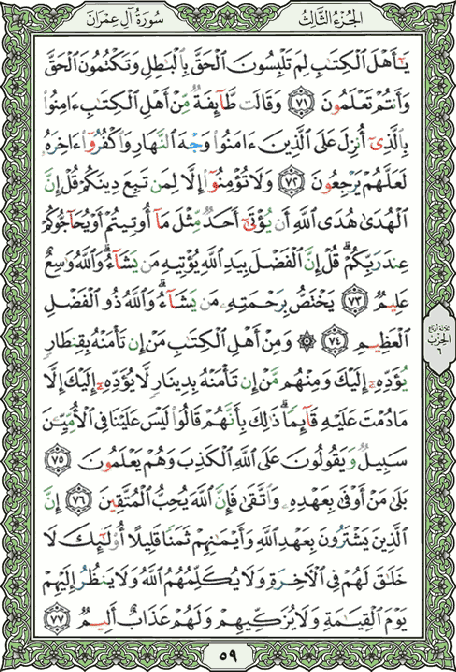 الجزء الثالث
سورة آل عمران
يَٰٓأَهۡلَ ٱلۡكِتَٰبِ لِمَ تَلۡبِسُونَ ٱلۡحَقَّ بِٱلۡبَٰطِلِ وَتَكۡتُمُونَ ٱلۡحَقَّ
وَأَنتُمۡ تَعۡلَمُونَ ٧١ وَقَالَت طَّآئِفَةٞ مِّنۡ أَهۡلِ ٱلۡكِتَٰبِ ءَامِنُواْ
بِٱلَّذِيٓ أُنزِلَ عَلَى ٱلَّذِينَ ءَامَنُواْ وَجۡهَ ٱلنَّهَارِ وَٱكۡفُرُوٓاْ ءَاخِرَهُۥ
لَعَلَّهُمۡ يَرۡجِعُونَ ٧٢ وَلَا تُؤۡمِنُوٓاْ إِلَّا لِمَن تَبِعَ دِينَكُمۡ قُلۡ إِنَّ
ٱلۡهُدَىٰ هُدَى ٱللَّهِ أَن يُؤۡتَىٰٓ أَحَدٞ مِّثۡلَ مَآ أُوتِيتُمۡ أَوۡ يُحَآجُّوكُمۡ
عِندَ رَبِّكُمۡۗ قُلۡ إِنَّ ٱلۡفَضۡلَ بِيَدِ ٱللَّهِ يُؤۡتِيهِ مَن يَشَآءُۗ وَٱللَّهُ وَٰسِعٌ
عَلِيمٞ ٧٣ يَخۡتَصُّ بِرَحۡمَتِهِۦ مَن يَشَآءُۗ وَٱللَّهُ ذُو ٱلۡفَضۡلِ
ٱلۡعَظِيمِ ٧٤ ۞ وَمِنۡ أَهۡلِ ٱلۡكِتَٰبِ مَنۡ إِن تَأۡمَنۡهُ بِقِنطَارٖ
يُؤَدِّهِۦٓ إِلَيۡكَ وَمِنۡهُم مَّنۡ إِن تَأۡمَنۡهُ بِدِينَارٖ لَّا يُؤَدِّهِۦٓ إِلَيۡكَ إِلَّا
مَا دُمۡتَ عَلَيۡهِ قَآئِمٗاۗ ذَٰلِكَ بِأَنَّهُمۡ قَالُواْ لَيۡسَ عَلَيۡنَا فِي ٱلۡأُمِّيِّـۧنَ
سَبِيلٞ وَيَقُولُونَ عَلَى ٱللَّهِ ٱلۡكَذِبَ وَهُمۡ يَعۡلَمُونَ ٧٥
بَلَىٰ مَنۡ أَوۡفَىٰ بِعَهۡدِهِۦ وَٱتَّقَىٰ فَإِنَّ ٱللَّهَ يُحِبُّ ٱلۡمُتَّقِينَ ٧٦ إِنَّ
ٱلَّذِينَ يَشۡتَرُونَ بِعَهۡدِ ٱللَّهِ وَأَيۡمَٰنِهِمۡ ثَمَنٗا قَلِيلًا أُوْلَٰٓئِكَ لَا
خَلَٰقَ لَهُمۡ فِي ٱلۡأٓخِرَةِ وَلَا يُكَلِّمُهُمُ ٱللَّهُ وَلَا يَنظُرُ إِلَيۡهِمۡ
يَوۡمَ ٱلۡقِيَٰمَةِ وَلَا يُزَكِّيهِمۡ وَلَهُمۡ عَذَابٌ أَلِيمٞ ٧٧
الحزب
٦
٥٩